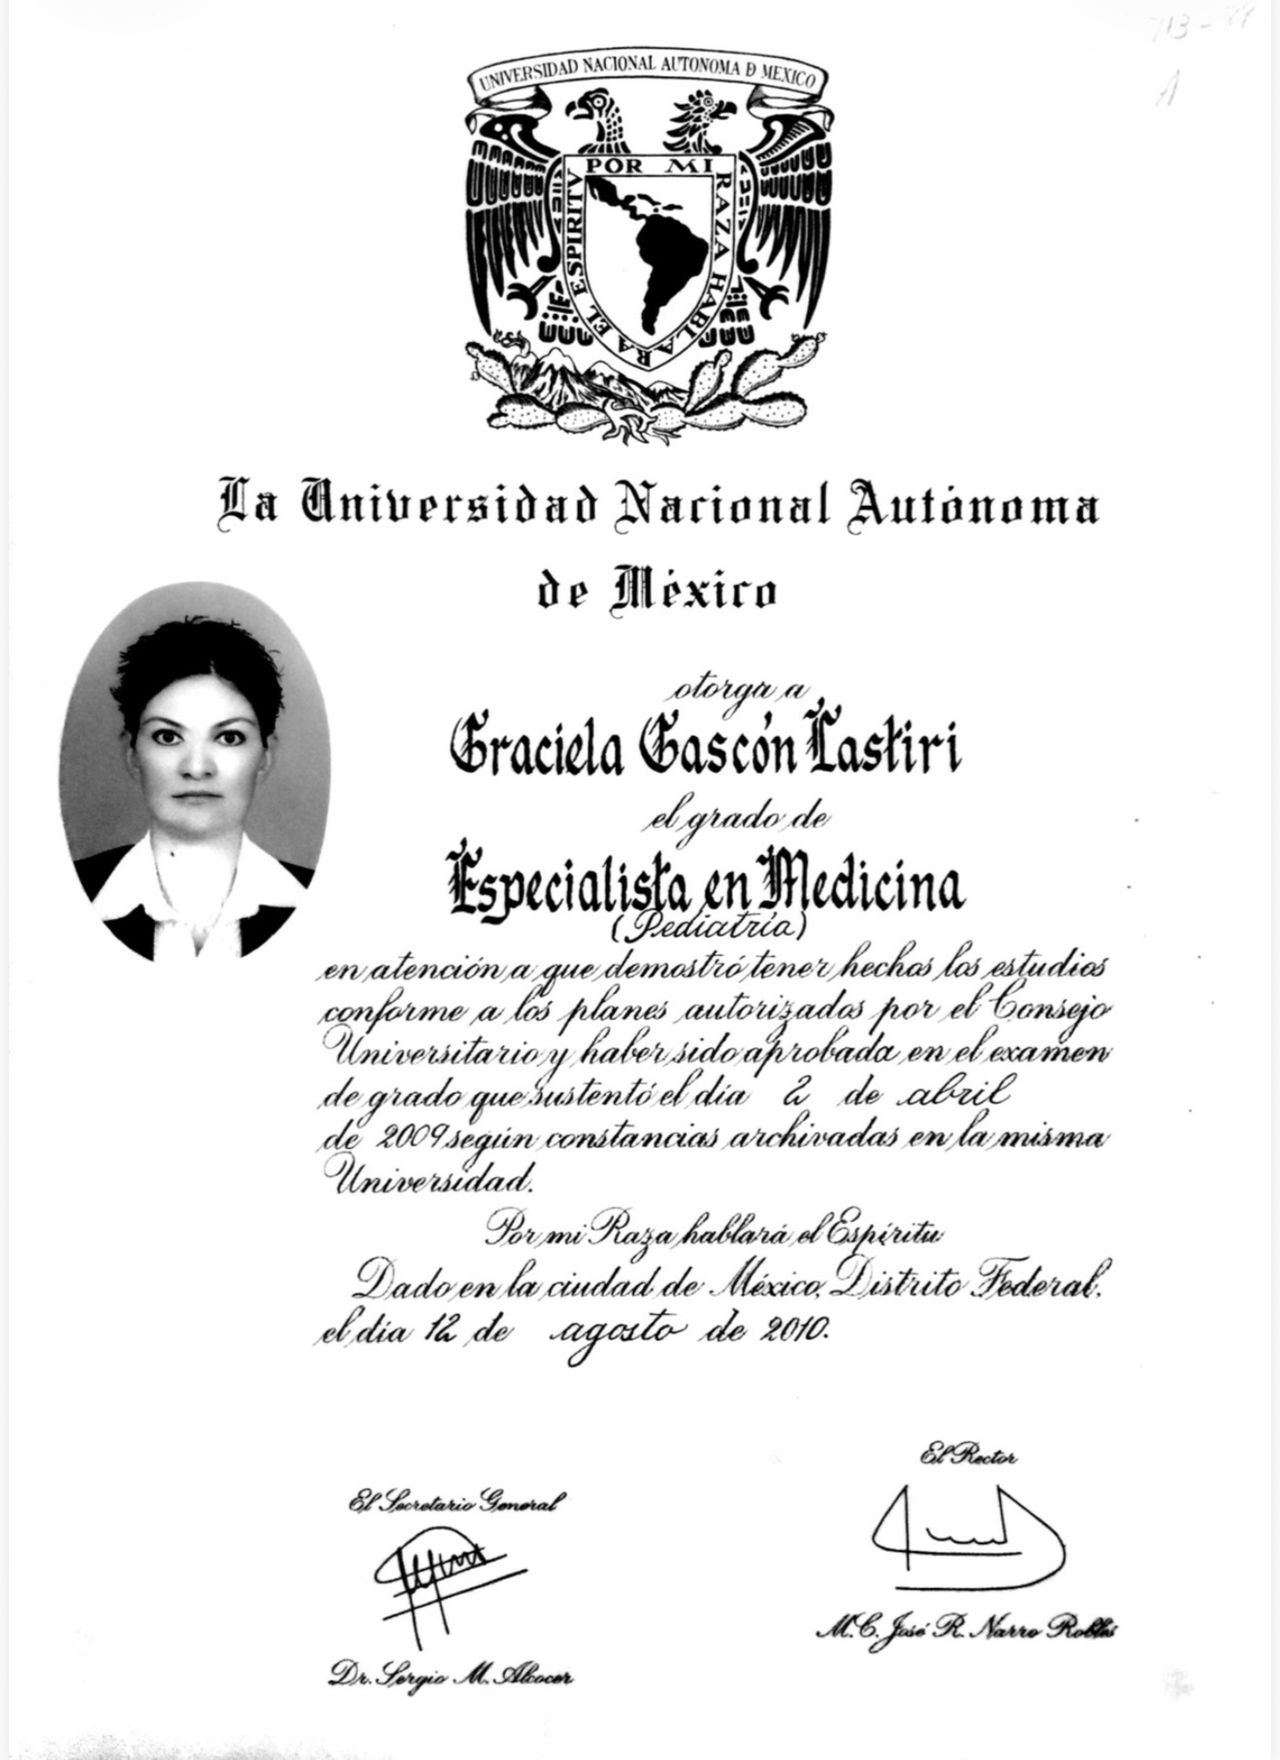 UNIVERSIDAD NACIONAL AUTONOMA D MEXICO
POR MI RAZA HABLARA EL ESPIRITV
La Universidad Nacional Autónoma
de México
otorga a
Graciela Gascón Lastiri
el grado de
Especialista en Medicina
(Pediatría)
en atención a que demostró tener hechos los estudios
conforme a los planes autorizados por el Consejo
Universitario y haber sido aprobada en el examen
de grado que sustentó el día 2 de abril
de 2009 según constancias archivadas en la misma
Universidad.
Por mi Raza hablará el Espíritu
Dado en la ciudad de México, Distrito Federal,
el día 12 de agosto de 2010.
El Rector
El Secretario General
M.C. José R. Narro Robles
Dr. Sergio M. Alcocer